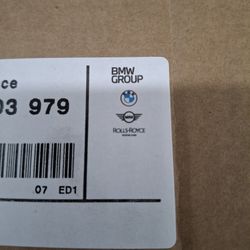 ce
03 979
07 ED1
BMW
GROUP
ROLLS-ROYCE